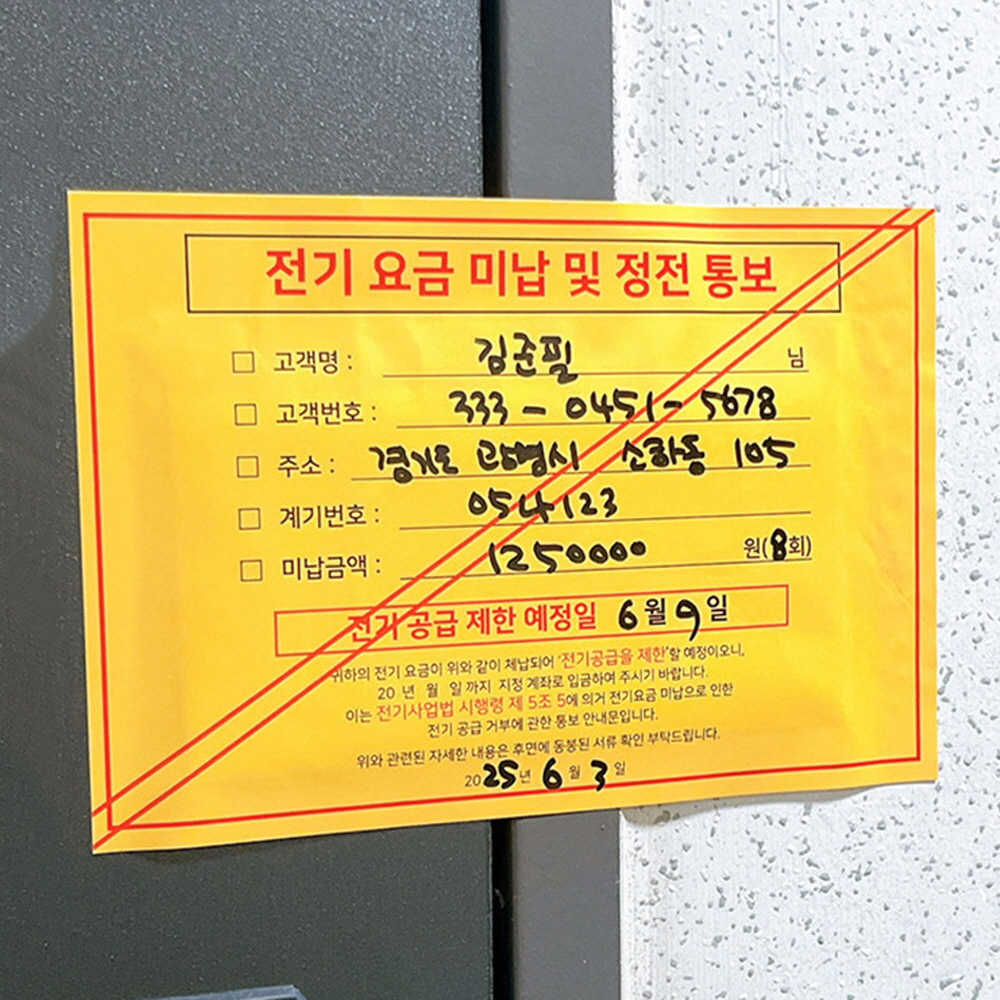 전기 요금 미납 및 정전 통보
□ 고객명 : 김준필 님
□ 고객번호 : 333-0451-5678
□ 주소 : 경기도 광명시 소하동 105
□ 계기번호 : 0514123
□ 미납금액 : 1250000 원(8회)
전기 공급 제한 예정일 6월 9일
귀하의 전기 요금이 위와 같이 체납되어 '전기공급을 제한'할 예정이오니,
20 년 월 일까지 지정 계좌로 입금하여 주시기 바랍니다.
이는 전기사업법 시행령 제 5조 5에 의거 전기요금 미납으로 인한
전기 공급 거부에 관한 통보 안내문입니다.
위와 관련된 자세한 내용은 후면에 동봉된 서류 확인 부탁드립니다.
2025년 6월 3일